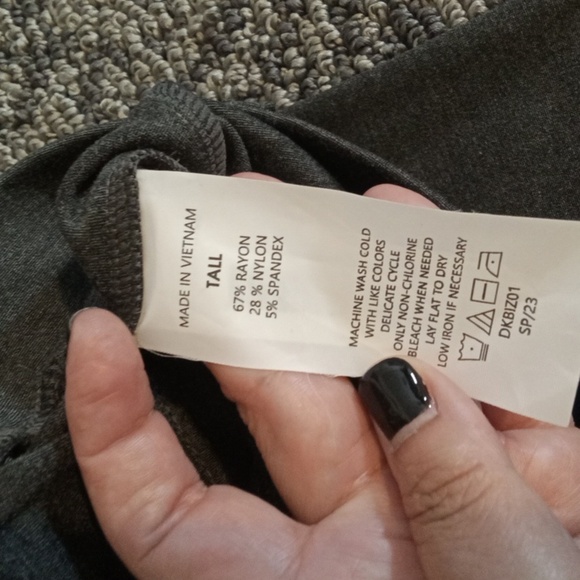 MADE IN VIETNAM
TALL
67% RAYON
28 % NYLON
5% SPANDEX
MACHINE WASH COLD
WITH LIKE COLORS
DELICATE CYCLE
ONLY NON-CHLORINE
BLEACH WHEN NEEDED
LAY FLAT TO DRY
LOW IRON IF NECESSARY
DKBIZ01
SP/23